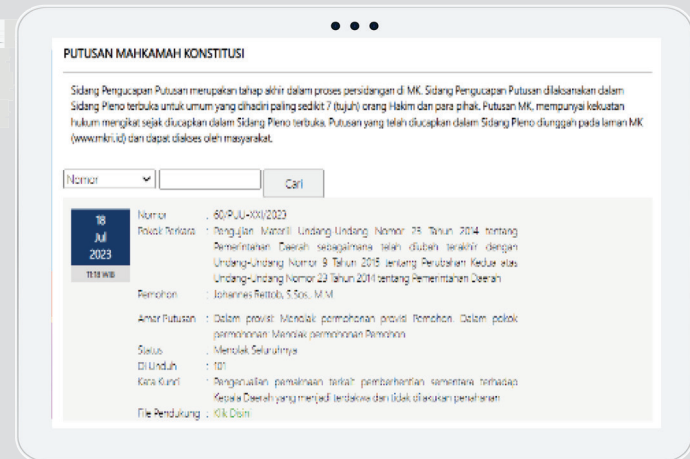 PUTUSAN MAHKAMAH KONSTITUSI
Sidang Pengucapan Putusan merupakan tahap akhir dalam proses persidangan di MK. Sidang Pengucapan Putusan dilaksanakan dalam
Sidang Pleno terbuka untuk umum yang dihadiri paling sedikit 7 (tujuh) orang Hakim dan para pihak. Putusan MK, mempunyai kekuatan
hukum mengikat sejak diucapkan dalam Sidang Pleno terbuka. Putusan yang telah diucapkan dalam Sidang Pleno diunggah pada laman MK
(www.mkri.id) dan dapat diakses oleh masyarakat.
Nomor Cari
18
Jul
2023
11:18 WIB
Nomor : 60/PUU-XXI/2023
Pokok Perkara : Pengujian Materiil Undang-Undang Nomor 23 Tahun 2014 tentang
Pemerintahan Daerah sebagaimana telah diubah terakhir dengan
Undang-Undang Nomor 9 Tahun 2015 tentang Perubahan Kedua atas
Undang-Undang Nomor 23 Tahun 2014 tentang Pemerintahan Daerah
Pemohon : Johannes Rettob, S.Sos., M.M
Amar Putusan : Dalam provisi: Menolak permohonan provisi Pemohon. Dalam pokok
permohonan: Menolak permohonan Pemohon
Status : Menolak Seluruhnya
Di Unduh : 101
Kata Kunci : Pengecualian pemaknaan terkait pemberhentian sementara terhadap
Kepala Daerah yang menjadi terdakwa dan tidak dilakukan penahanan
File Pendukung : Klik Disini